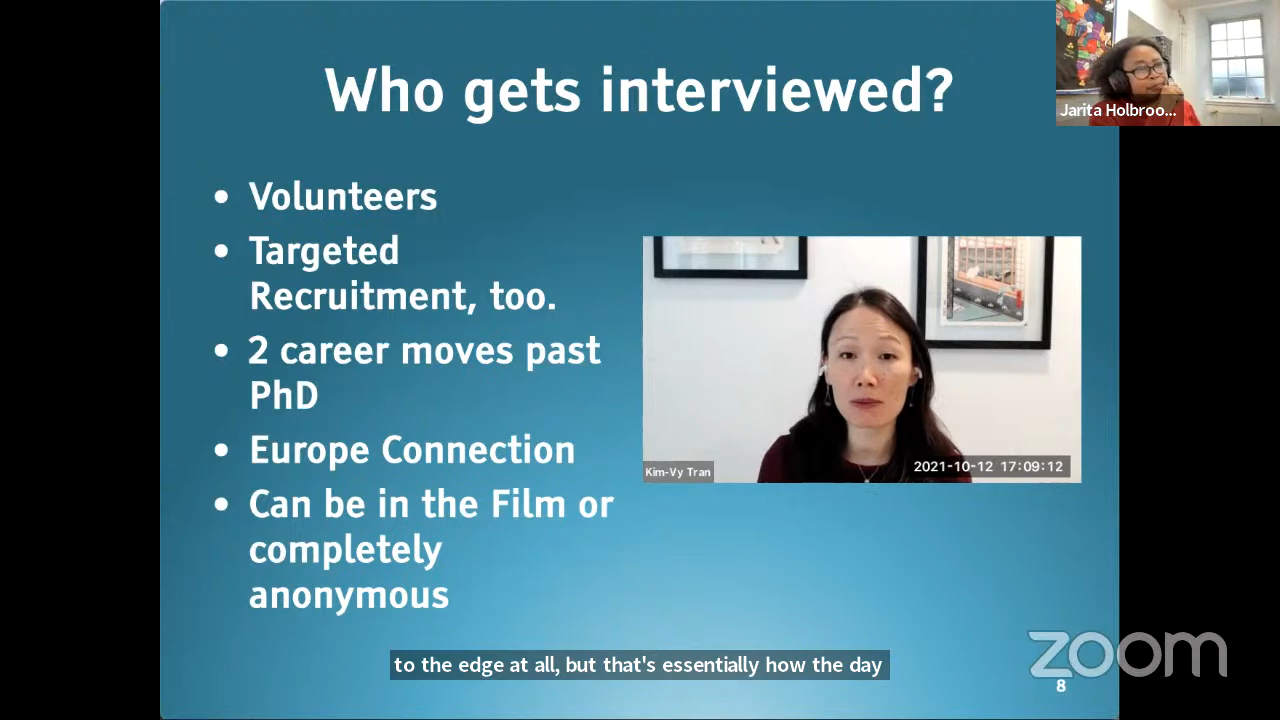 Who gets interviewed?
Jarita Holbroo...
• Volunteers
• Targeted
Recruitment, too.
• 2 career moves past
PhD
• Europe Connection
• Can be in the Film or
completely
anonymous
Kim-Vy Tran
2021-10-12 17:09:12
to the edge at all, but that's essentially how the day
zoom
8